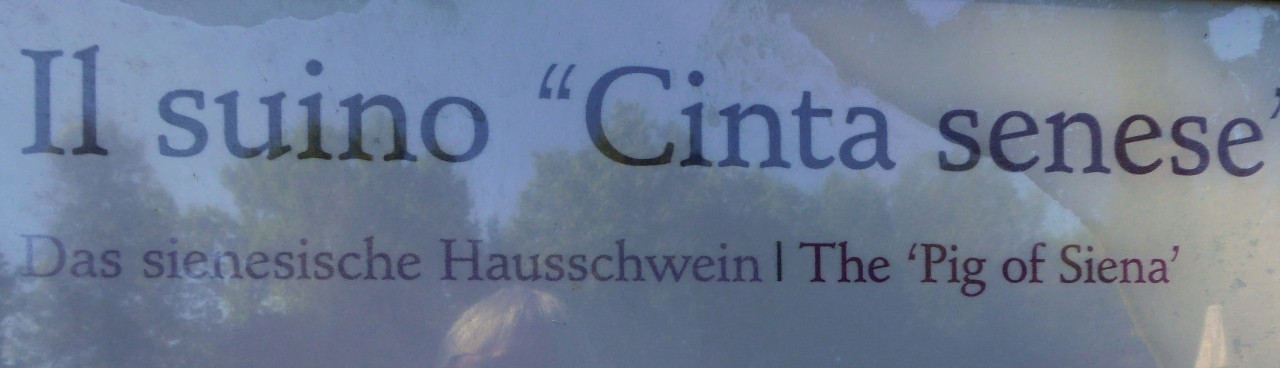 Il suino “Cinta senese’
Das sienesische Hausschwein | The ‘Pig of Siena’